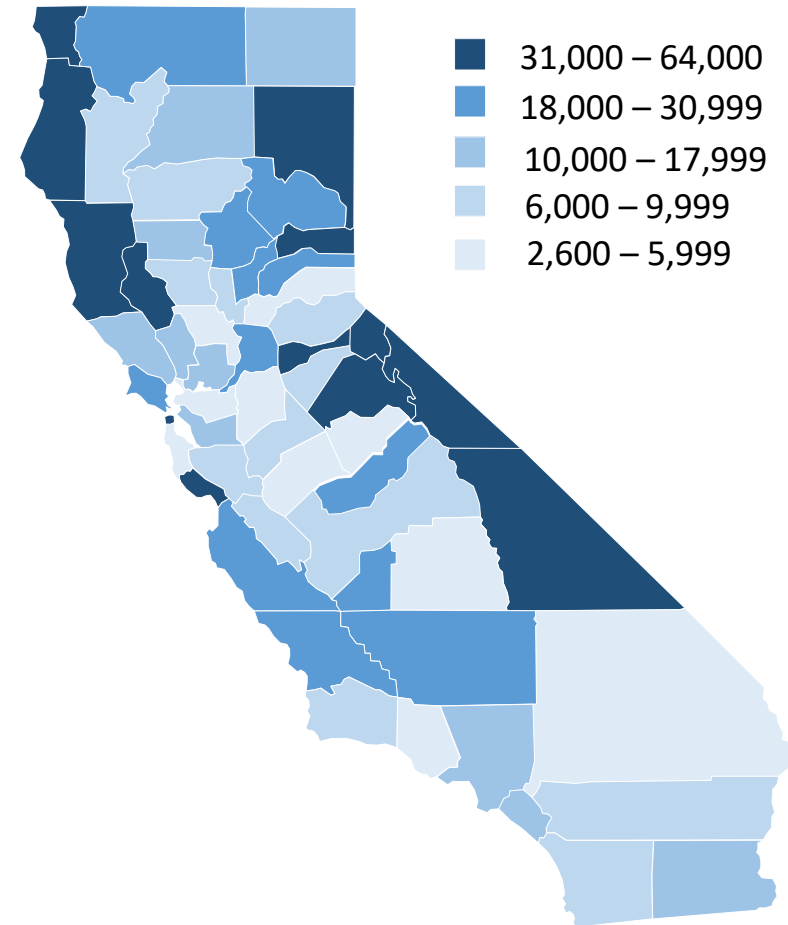 31,000 – 64,000
18,000 – 30,999
10,000 – 17,999
6,000 – 9,999
2,600 – 5,999